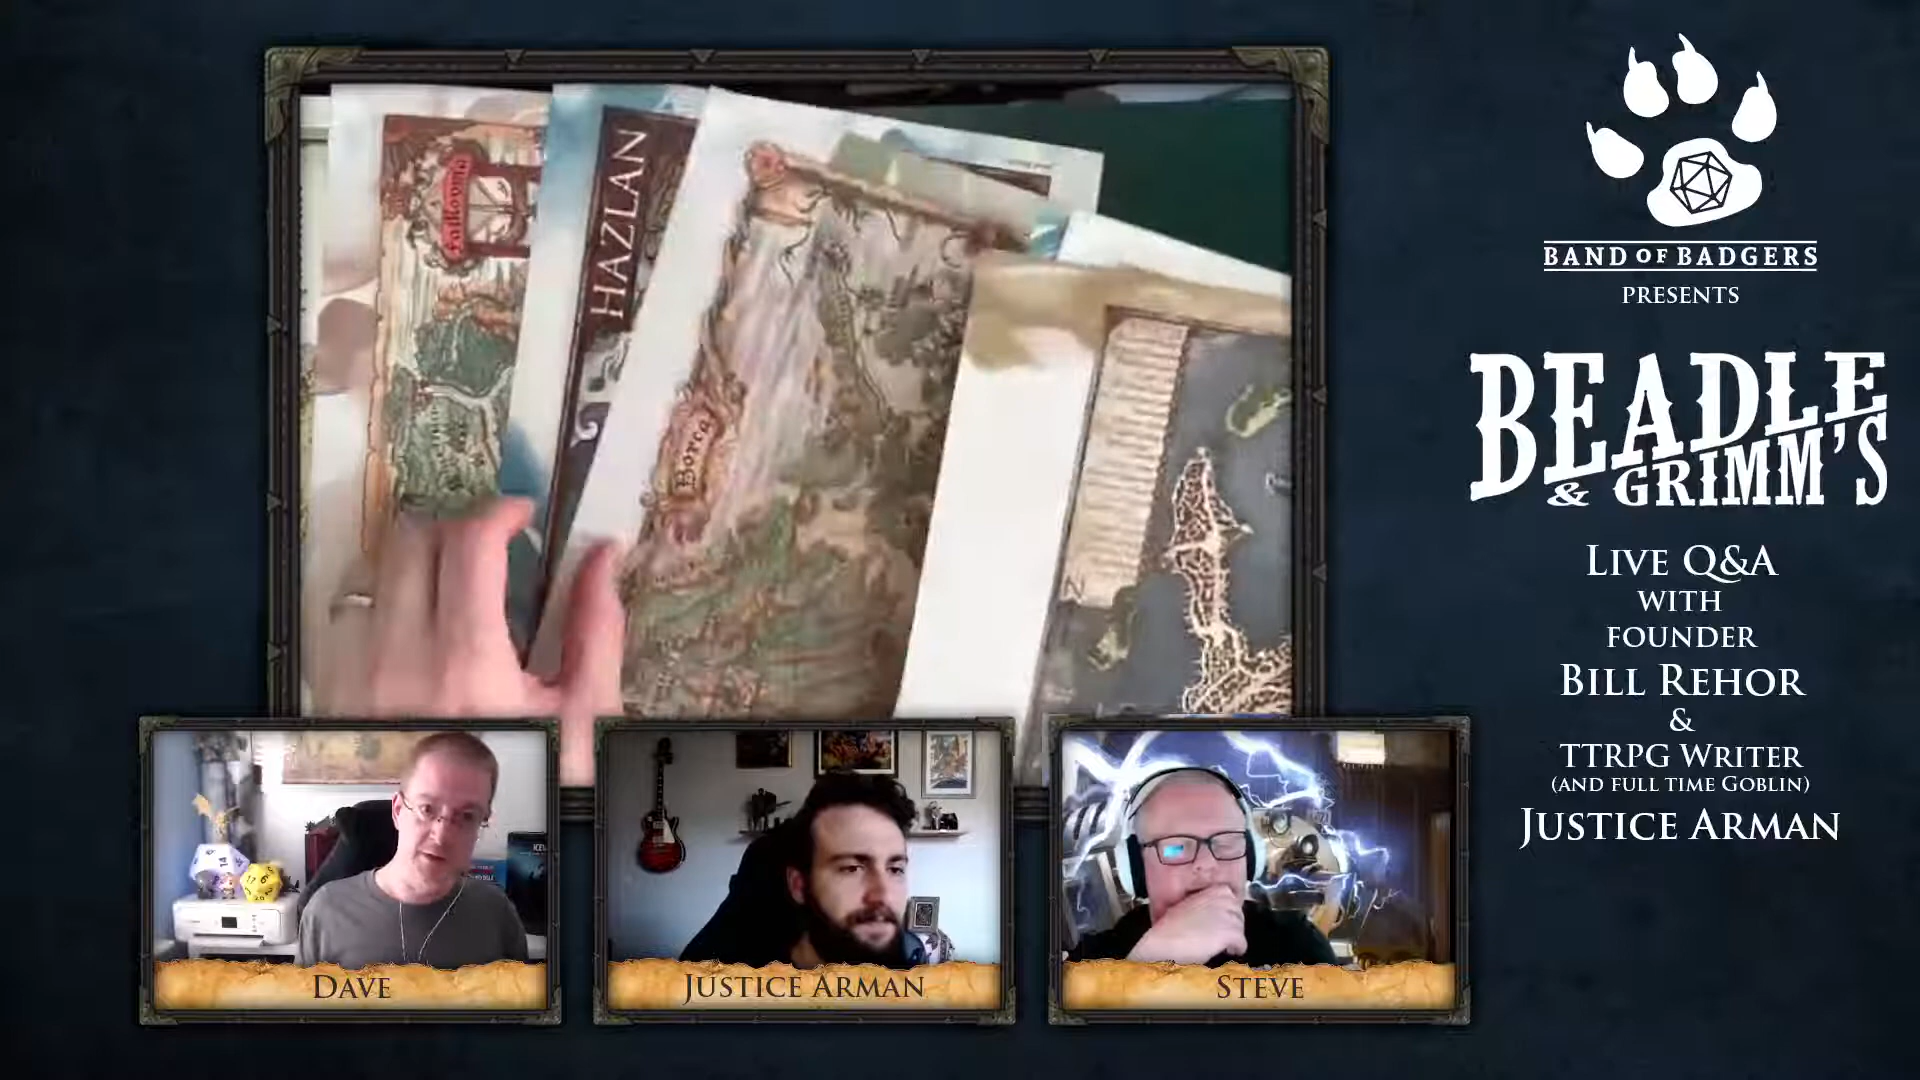 Falkovnia
HAZLAN
Borca
BAND OF BADGERS
PRESENTS
BEADLE
& GRIMM'S
LIVE Q&A
WITH
FOUNDER
BILL REHOR
&
TTRPG WRITER
(AND FULL TIME GOBLIN)
JUSTICE ARMAN
DAVE
JUSTICE ARMAN
STEVE